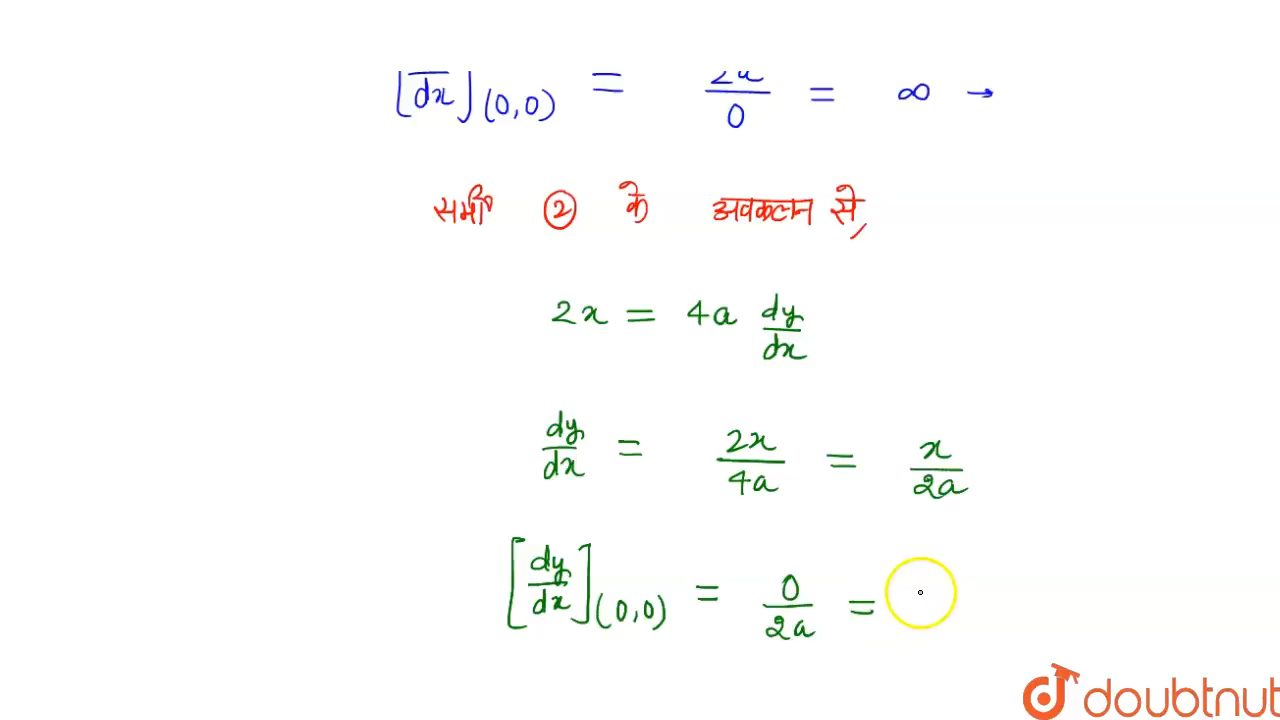 [dx](0,0) = 2a/0 = ∞ →
समी० ② के अवकलन से,
2x = 4a dy/dx
dy/dx = 2x/4a = x/2a
[dy/dx](0,0) = 0/2a =
doubtnut